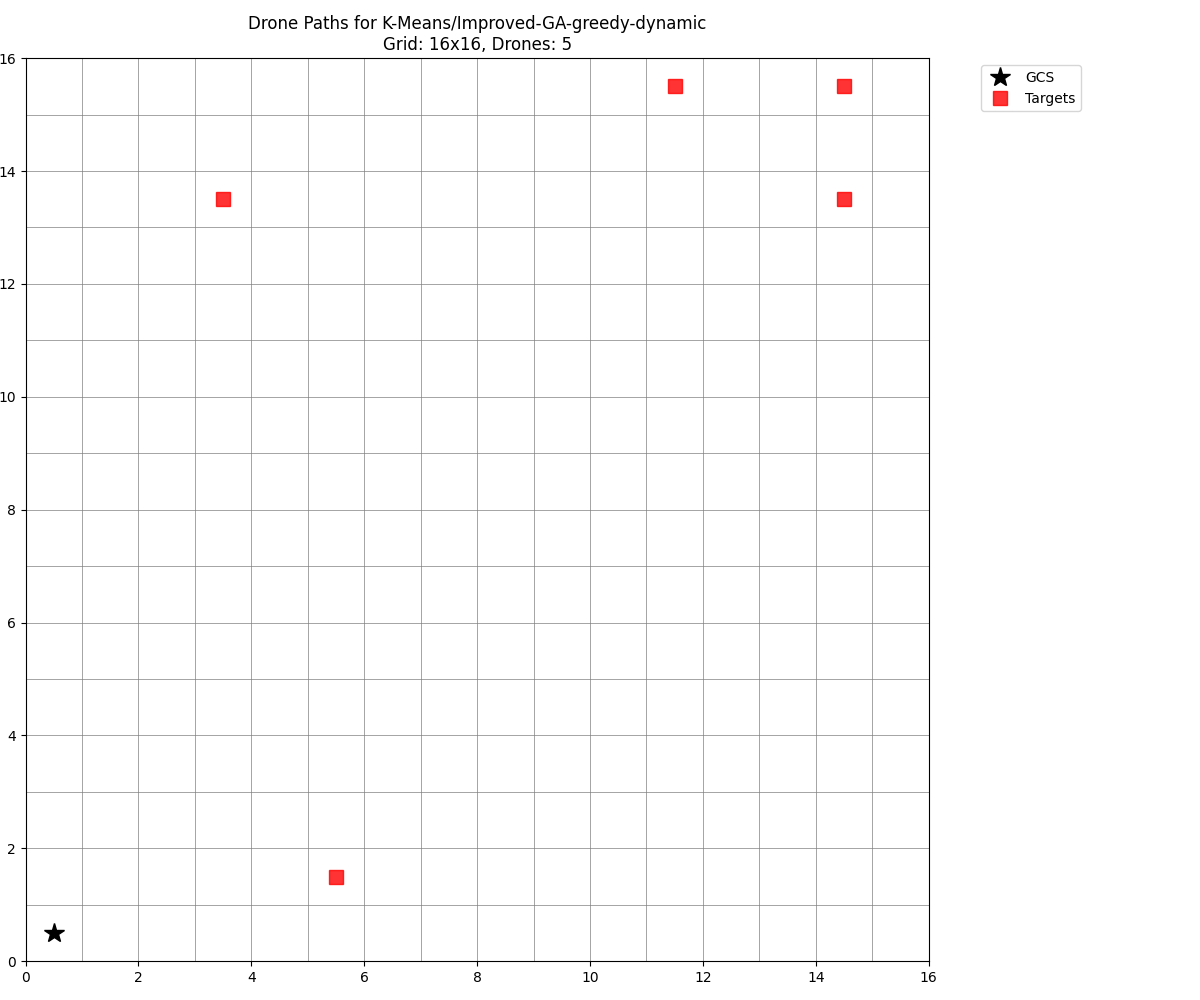 Drone Paths for K-Means/Improved-GA-greedy-dynamic
Grid: 16x16, Drones: 5
GCS
Targets
16
14
12
10
8
6
4
2
0
0 2 4 6 8 10 12 14 16